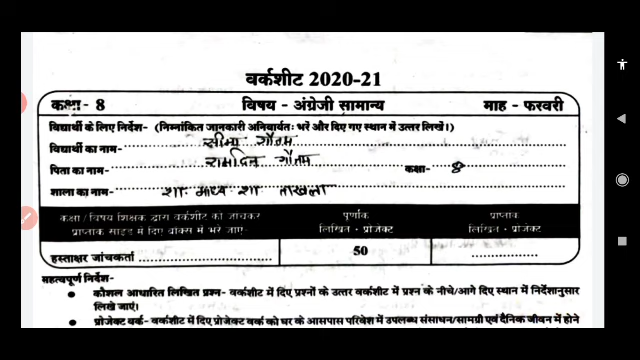 वर्कशीट 2020-21
कक्षा - 8 विषय - अंग्रेजी सामान्य माह - फरवरी
विद्यार्थी के लिए निर्देश- (निम्नांकित जानकारी अनिवार्यतः भरें और दिए गए स्थान में उत्तर लिखें।)
विद्यार्थी का नाम- सीमा गौतम
पिता का नाम- रामदिन गौतम कक्षा- 8
शाला का नाम- शा. माध्य. शा
कक्षा / विषय शिक्षक द्वारा वर्कशीट को जांचकर पूर्णांक प्राप्तांक
प्राप्तांक साइड में दिए बॉक्स में भरे जाए- लिखित + प्रोजेक्ट लिखित + प्रोजेक्ट
हस्ताक्षर जांचकर्ता 50
महत्वपूर्ण निर्देश-
कौशल आधारित लिखित प्रश्न - वर्कशीट में दिए प्रश्नों के उत्तर वर्कशीट में प्रश्न के नीचे/आगे दिए स्थान में निर्देशानुसार
लिखे जाएं।
प्रोजेक्ट वर्क- वर्कशीट में दिए प्रोजेक्ट वर्क को घर के आसपास परिवेश में उपलब्ध संसाधन/सामग्री एवं दैनिक जीवन में होने